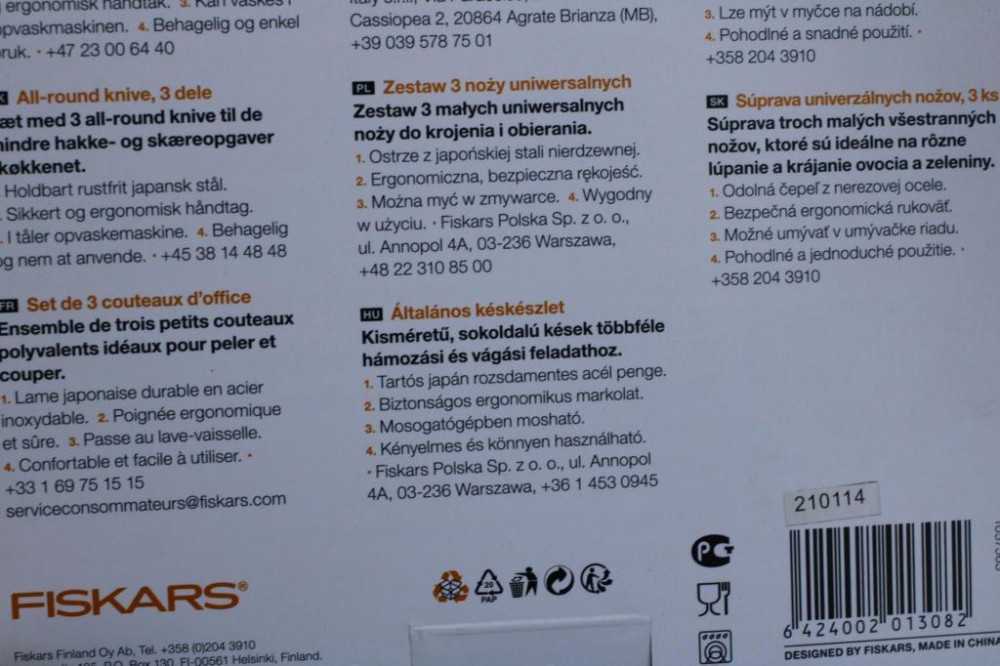 ergonomisk håndtak. 3. Kan vaskes i
opvaskmaskinen. 4. Behagelig og enkel
bruk. • +47 23 00 64 40
All-round knive, 3 dele
Sæt med 3 all-round knive til de
mindre hakke- og skæreopgaver
køkkenet.
Holdbart rustfrit japansk stål.
Sikkert og ergonomisk håndtag.
I tåler opvaskemaskine. 4. Behagelig
og nem at anvende. • +45 38 14 48 48
FR Set de 3 couteaux d'office
Ensemble de trois petits couteaux
polyvalents idéaux pour peler et
couper.
1. Lame japonaise durable en acier
inoxydable. 2. Poignée ergonomique
et sûre. 3. Passe au lave-vaisselle.
4. Confortable et facile à utiliser. •
+33 1 69 75 15 15
serviceconsommateurs@fiskars.com
Cassiopea 2, 20864 Agrate Brianza (MB),
+39 039 578 75 01
PL Zestaw 3 noży uniwersalnych
Zestaw 3 małych uniwersalnych
noży do krojenia i obierania.
1. Ostrze z japońskiej stali nierdzewnej.
2. Ergonomiczna, bezpieczna rękojeść.
3. Można myć w zmywarce. 4. Wygodny
w użyciu. • Fiskars Polska Sp. z o. o.,
ul. Annopol 4A, 03-236 Warszawa,
+48 22 310 85 00
HU Általános késkészlet
Kisméretű, sokoldalú kések többféle
hámozási és vágási feladathoz.
1. Tartós japán rozsdamentes acél penge.
2. Biztonságos ergonomikus markolat.
3. Mosogatógépben mosható.
4. Kényelmes és könnyen használható.
• Fiskars Polska Sp. z o. o., ul. Annopol
4A, 03-236 Warszawa, +36 1 453 0945
3. Lze mýt v myčce na nádobí.
4. Pohodlné a snadné použití. •
+358 204 3910
SK Súprava univerzálnych nožov, 3 ks
Súprava troch malých všestranných
nožov, ktoré sú ideálne na rôzne
lúpanie a krájanie ovocia a zeleniny.
1. Odolná čepeľ z nerezovej ocele.
2. Bezpečná ergonomická rukoväť.
3. Možné umývať v umývačke riadu.
4. Pohodlné a jednoduché použitie. •
+358 204 3910
FISKARS®
Fiskars Finland Oy Ab, Tel. +358 (0)204 3910
P.O. Box 130, FI-00561 Helsinki, Finland.
20
PAP
210114
6 424002 013082
DESIGNED BY FISKARS, MADE IN CHINA